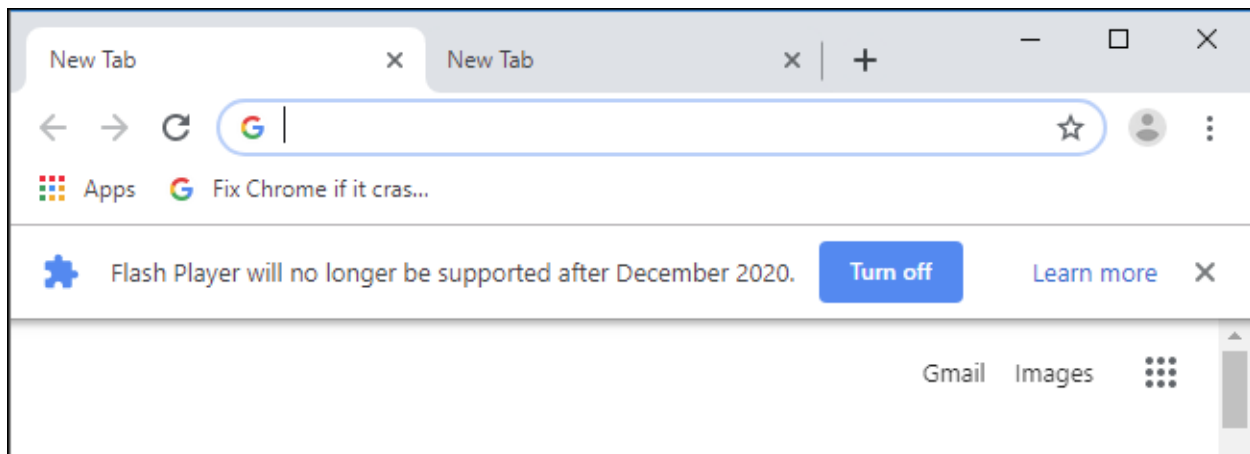 New Tab New Tab
Apps Fix Chrome if it cras...
Flash Player will no longer be supported after December 2020. Turn off Learn more
Gmail Images